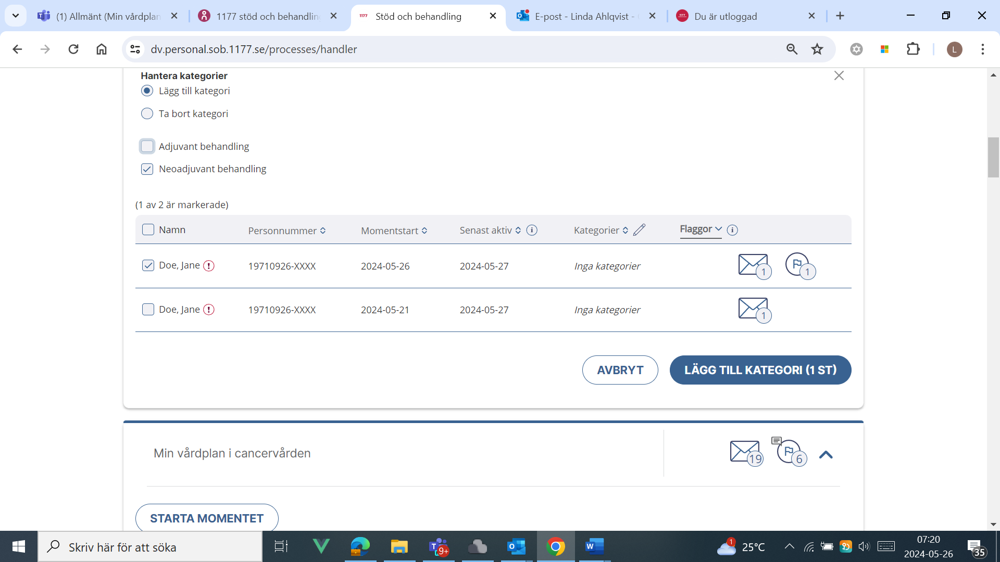 (1) Allmänt (Min vårdplan
1177 stöd och behandling
Stöd och behandling
E-post - Linda Ahlqvist -
Du är utloggad
dv.personal.sob.1177.se/processes/handler
L
Hantera kategorier
Lägg till kategori
Ta bort kategori
Adjuvant behandling
Neoadjuvant behandling
(1 av 2 är markerade)
Namn Personnummer Momentstart Senast aktiv Kategorier Flaggor
Doe, Jane 19710926-XXXX 2024-05-26 2024-05-27 Inga kategorier 1 1
Doe, Jane 19710926-XXXX 2024-05-21 2024-05-27 Inga kategorier 1
AVBRYT LÄGG TILL KATEGORI (1 ST)
Min vårdplan i cancervården 19 6
STARTA MOMENTET
Skriv här för att söka
9+
1 25°C
07:20
2024-05-26
35